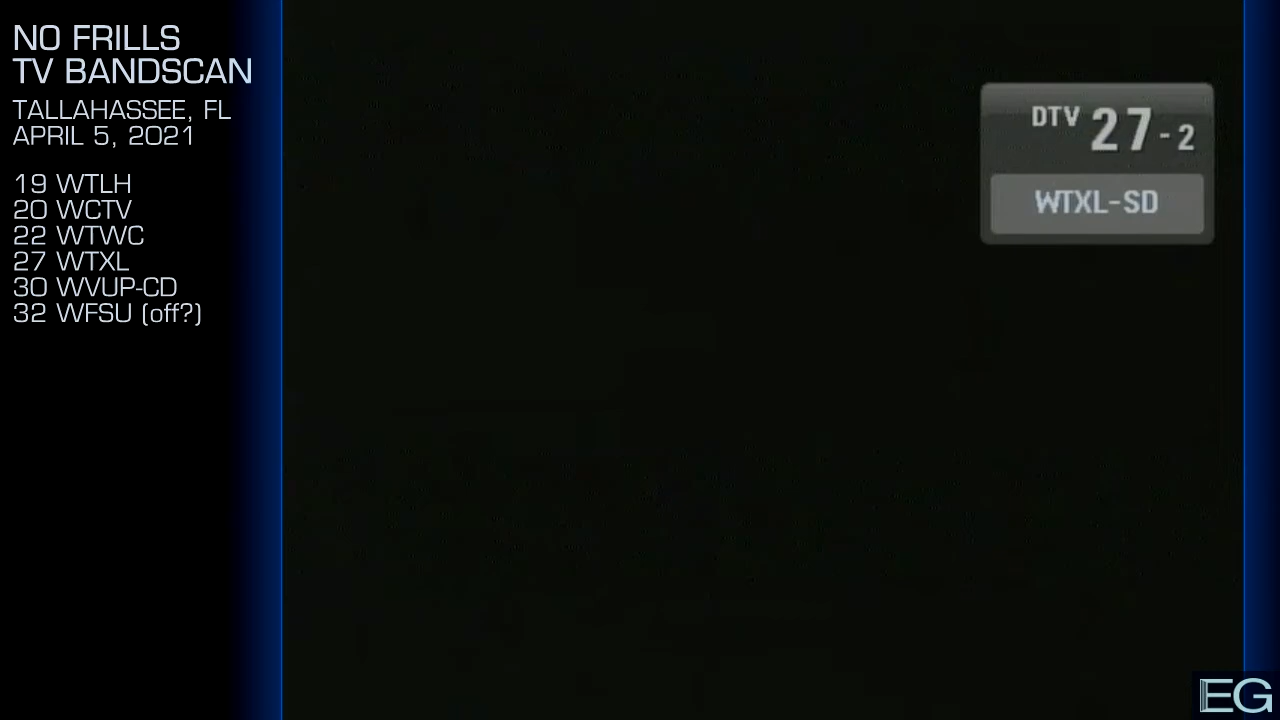 NO FRILLS
TV BANDSCAN
TALLAHASSEE, FL
APRIL 5, 2021
19 WTLH
20 WCTV
22 WTWC
27 WTXL
30 WVUP-CD
32 WFSU (off?)
DTV 27-2
WTXL-SD
EG